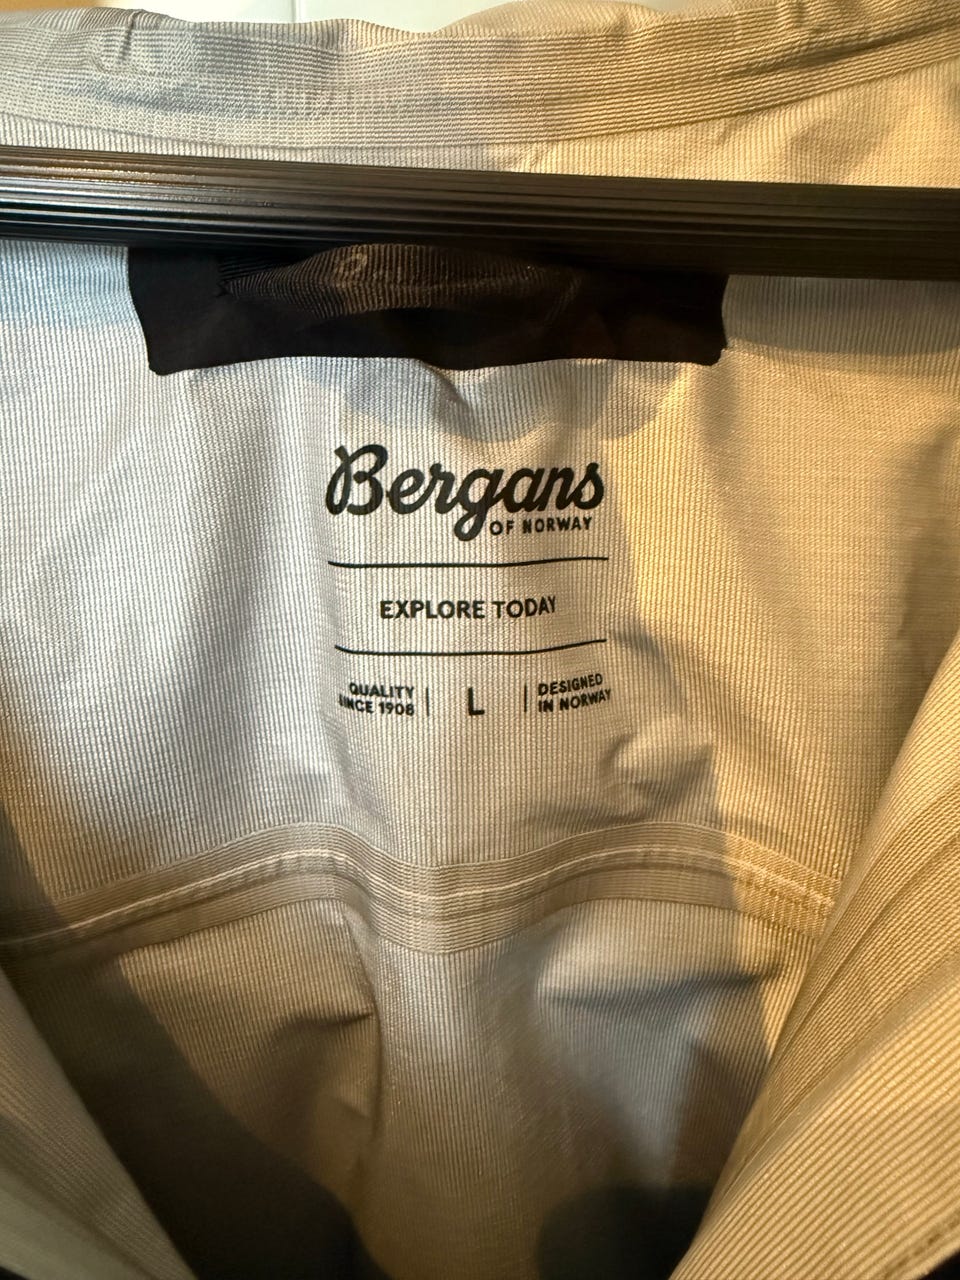 Bergans
OF NORWAY
EXPLORE TODAY
QUALITY
SINCE 1908
L
DESIGNED
IN NORWAY